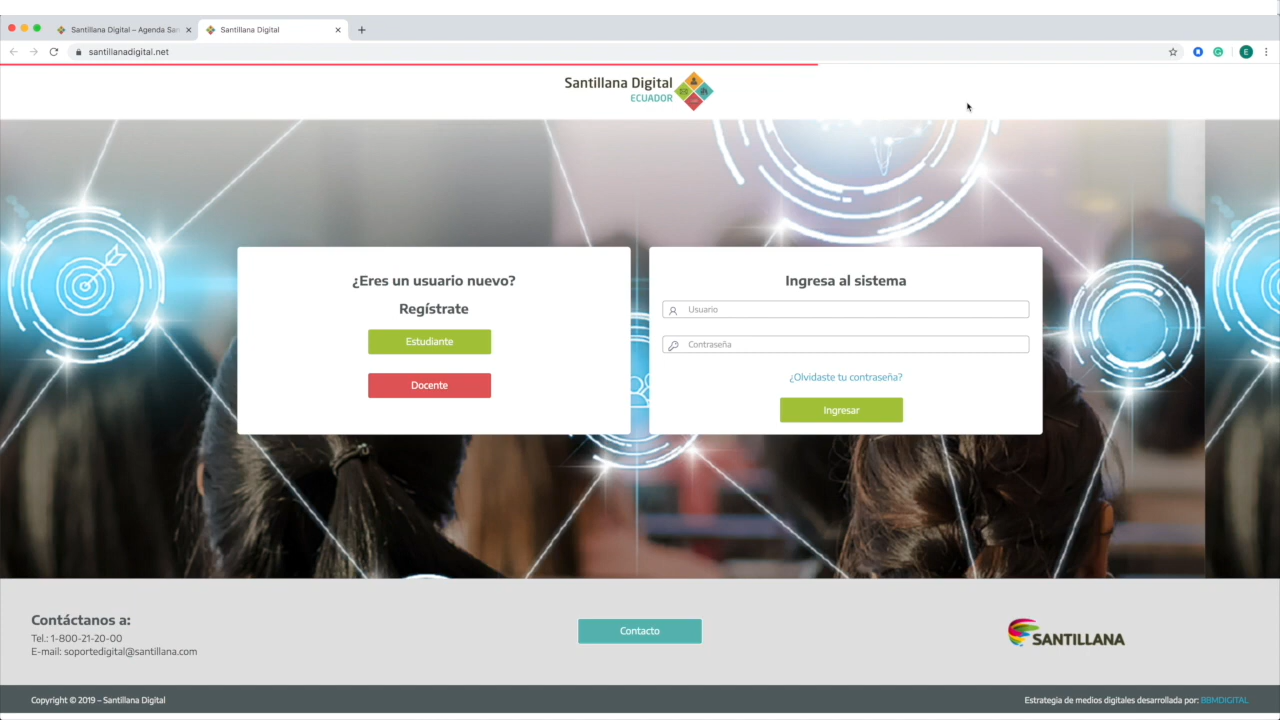 Santillana Digital – Agenda San
Santillana Digital
santillanadigital.net
E
Santillana Digital
ECUADOR
¿Eres un usuario nuevo?
Regístrate
Estudiante
Docente
Ingresa al sistema
Usuario
Contraseña
¿Olvidaste tu contraseña?
Ingresar
Contáctanos a:
Tel.: 1-800-21-20-00
E-mail: soportedigital@santillana.com
Contacto
SANTILLANA
Copyright © 2019 – Santillana Digital
Estrategia de medios digitales desarrollada por: BBMDIGITAL